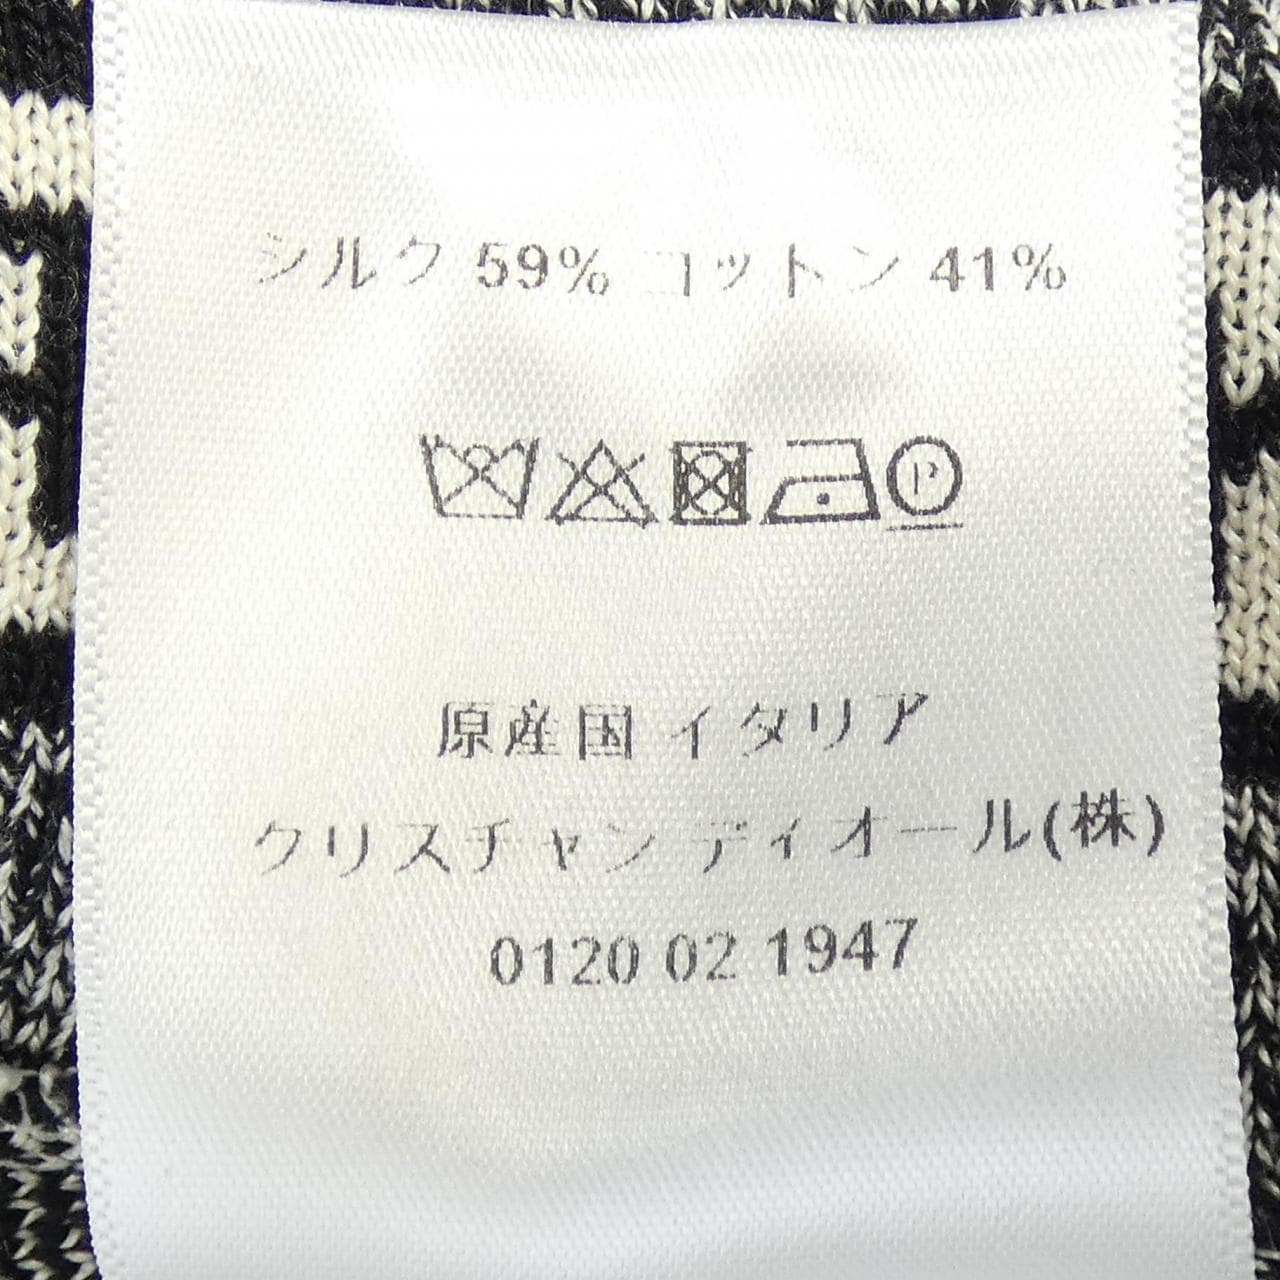 シルク 59% コットン 41%
P
原産国 イタリア
クリスチャン ディオール(株)
0120 02 1947